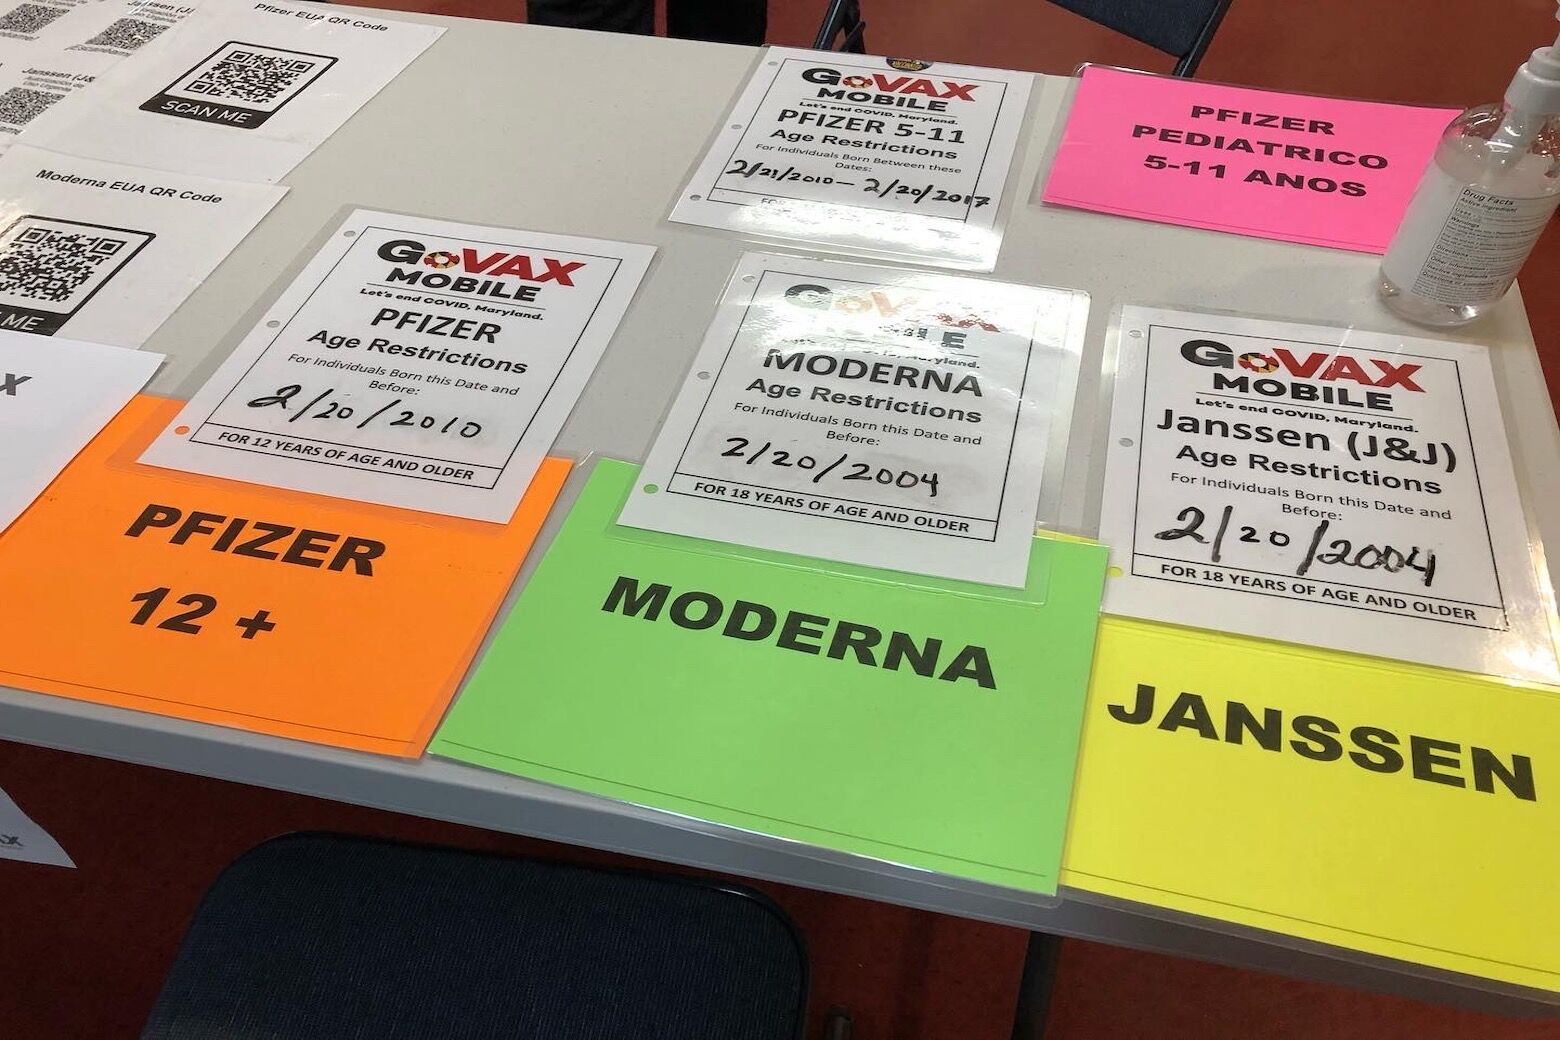 Pfizer EUA QR Code
SCAN ME
Janssen (J&
Moderna EUA QR Code
ME
X
GoVAX
MOBILE
Let's end COVID, Maryland.
PFIZER 5-11
Age Restrictions
For Individuals Born Between these
Dates:
2/21/2010 - 2/20/2017
PFIZER
PEDIATRICO
5-11 ANOS
Drug Facts
GoVAX
MOBILE
Let's end COVID, Maryland.
PFIZER
Age Restrictions
For Individuals Born this Date and
Before:
2/20/2010
FOR 12 YEARS OF AGE AND OLDER
PFIZER
12 +
GoV
E
Maryland.
MODERNA
Age Restrictions
For Individuals Born this Date and
Before:
2/20/2004
FOR 18 YEARS OF AGE AND OLDER
MODERNA
GoVAX
MOBILE
Let's end COVID, Maryland.
Janssen (J&J)
Age Restrictions
For Individuals Born this Date and
Before:
2/20/2004
FOR 18 YEARS OF AGE AND OLDER
JANSSEN